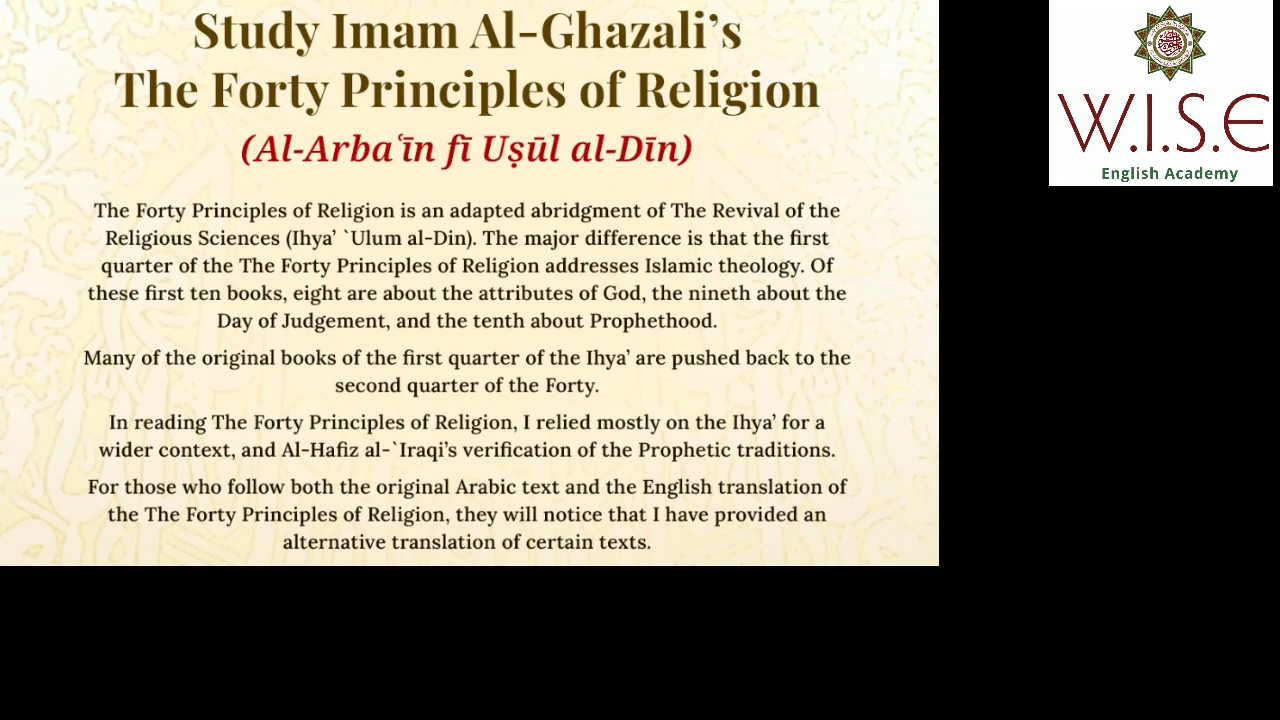 Study Imam Al-Ghazali’s
The Forty Principles of Religion
(Al-Arbaʿīn fī Uṣūl al-Dīn)
The Forty Principles of Religion is an adapted abridgment of The Revival of the
Religious Sciences (Ihya’ `Ulum al-Din). The major difference is that the first
quarter of the The Forty Principles of Religion addresses Islamic theology. Of
these first ten books, eight are about the attributes of God, the nineth about the
Day of Judgement, and the tenth about Prophethood.
Many of the original books of the first quarter of the Ihya’ are pushed back to the
second quarter of the Forty.
In reading The Forty Principles of Religion, I relied mostly on the Ihya’ for a
wider context, and Al-Hafiz al-`Iraqi’s verification of the Prophetic traditions.
For those who follow both the original Arabic text and the English translation of
the The Forty Principles of Religion, they will notice that I have provided an
alternative translation of certain texts.
W.I.S.E
English Academy